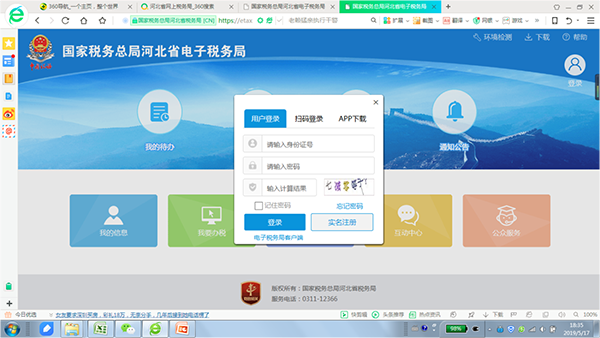 360导航_一个主页，整个世界
河北省网上税务局_360搜索
国家税务总局河北省电子税务局
国家税务总局河北省电子税务局
国家税务总局河北省税务局 [CN]
https://etax
扩展
截图
翻译
网银
游戏
国家税务总局河北省电子税务局
环境检测
下载
帮助
登录
用户登录
扫码登录
APP下载
请输入身份证号
请输入密码
请输入计算结果
记住密码
忘记密码
登录
实名注册
电子税务局客户端
我的待办
通知公告
我的信息
我要办税
互动中心
公众服务
版权所有：国家税务总局河北省税务局
服务电话：0311-12366
今日优选
快剪辑
头条推荐
热点资讯
下载
98%
18:35
2019/5/17